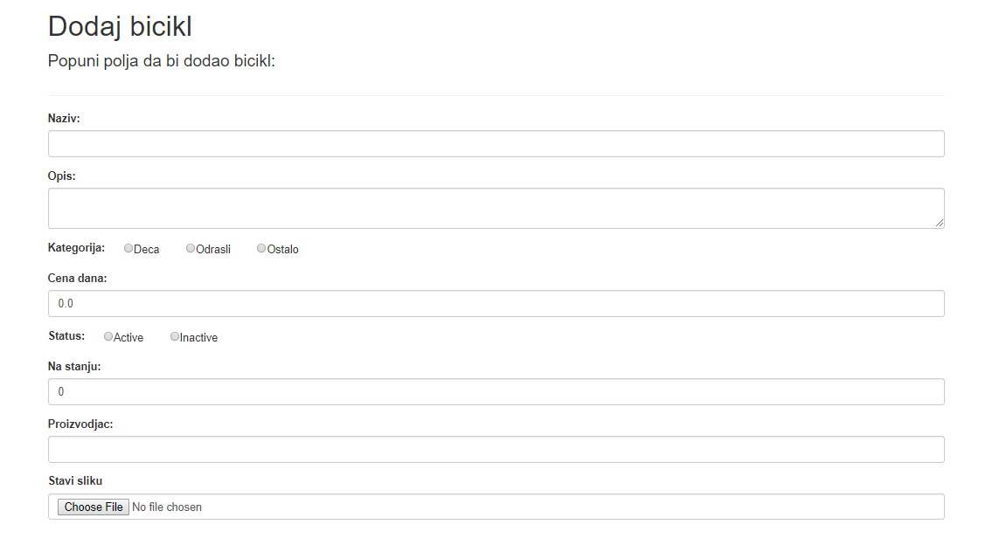 Dodaj bicikl
Popuni polja da bi dodao bicikl:
Naziv:
Opis:
Kategorija: Deca Odrasli Ostalo
Cena dana:
0.0
Status: Active Inactive
Na stanju:
0
Proizvodjac:
Stavi sliku
Choose File No file chosen